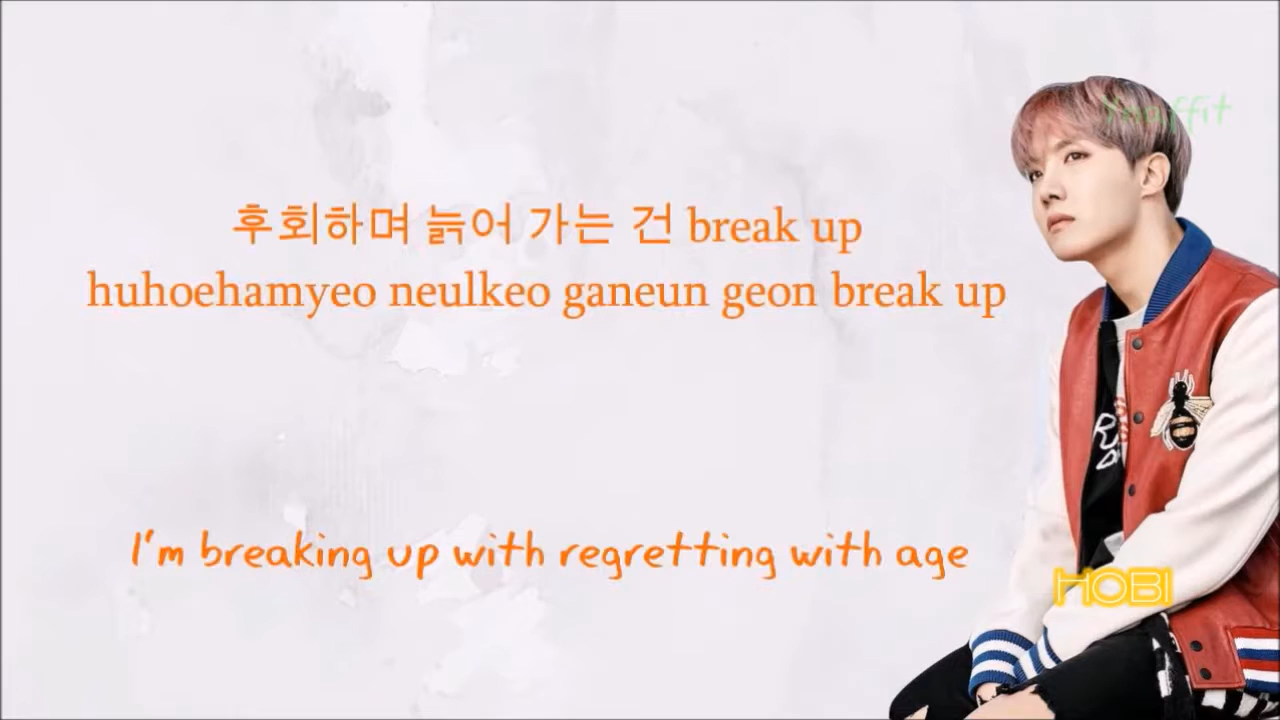 후회하며 늙어 가는 건 break up
huhoehamyeo neulkeo ganeun geon break up
I'm breaking up with regretting with age
HOBI